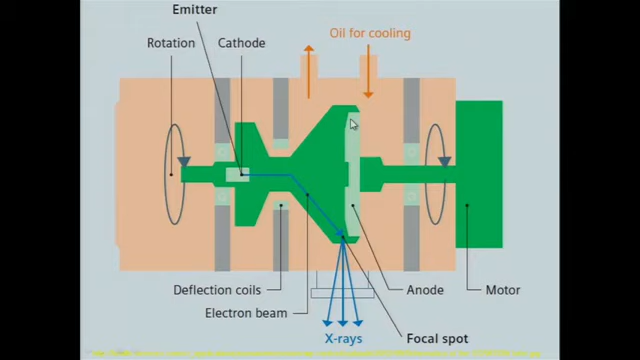 Emitter
Oil for cooling
Rotation
Cathode
Deflection coils
Anode
Motor
Electron beam
X-rays
Focal spot